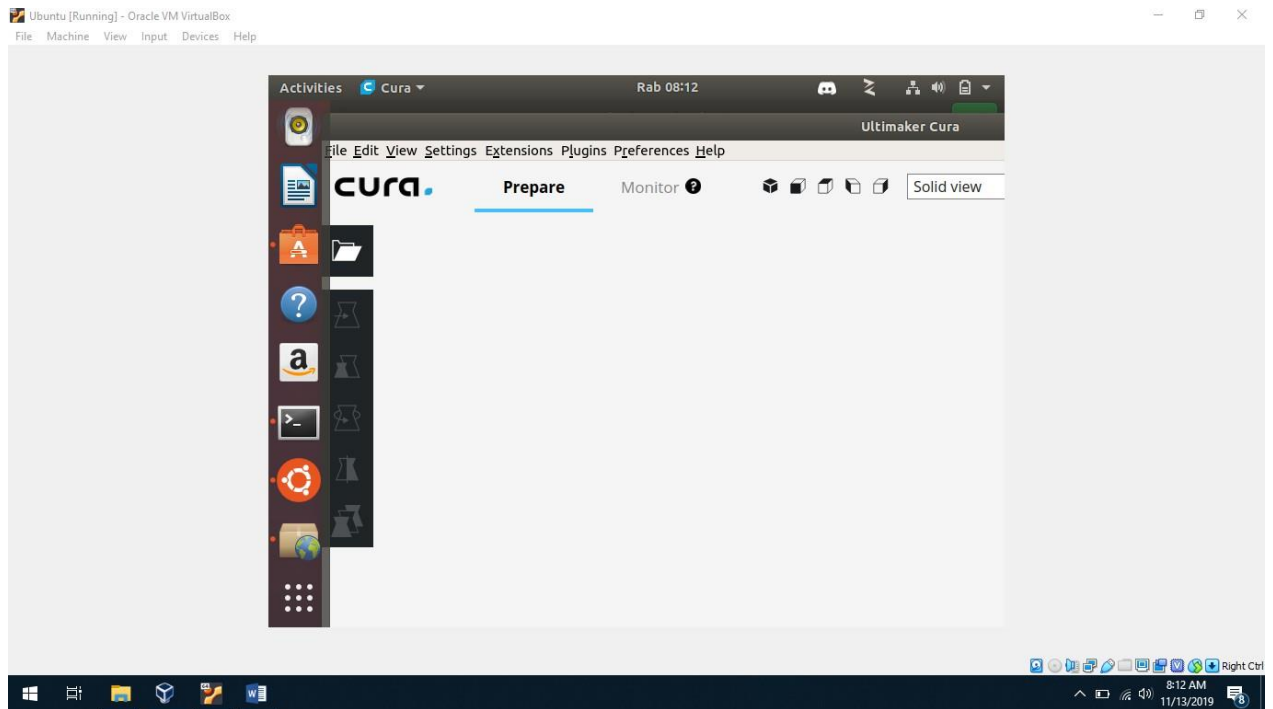 Ubuntu [Running] - Oracle VM VirtualBox
File Machine View Input Devices Help
Activities Cura Rab 08:12
Ultimaker Cura
File Edit View Settings Extensions Plugins Preferences Help
cura. Prepare Monitor ? Solid view
A
?
a
>_
W
Right Ctrl
8:12 AM
11/13/2019
8